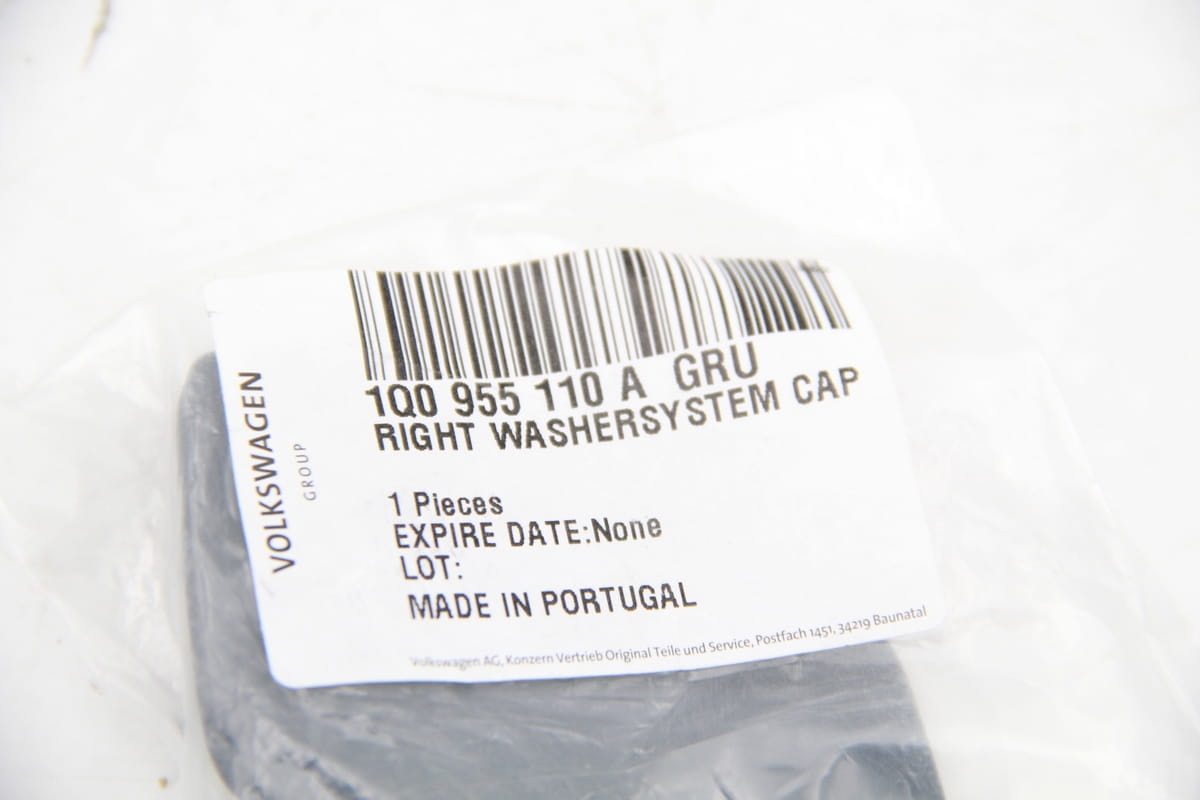 VOLKSWAGEN
GROUP
1Q0 955 110 A GRU
RIGHT WASHERSYSTEM CAP
1 Pieces
EXPIRE DATE:None
LOT:
MADE IN PORTUGAL
Volkswagen AG, Konzern Vertrieb Original Teile und Service, Postfach 1451, 34219 Baunatal